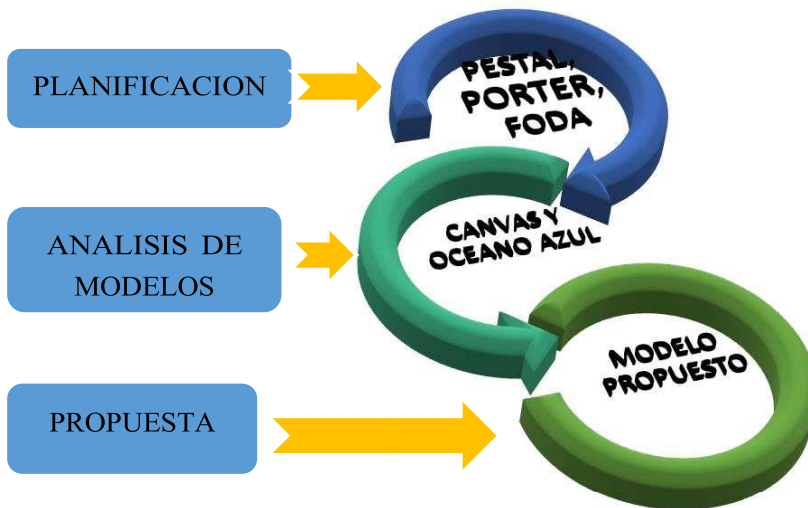 PLANIFICACION
PESTAL,
PORTER,
FODA
ANALISIS DE
MODELOS
CANVAS Y
OCEANO AZUL
PROPUESTA
MODELO
PROPUESTO